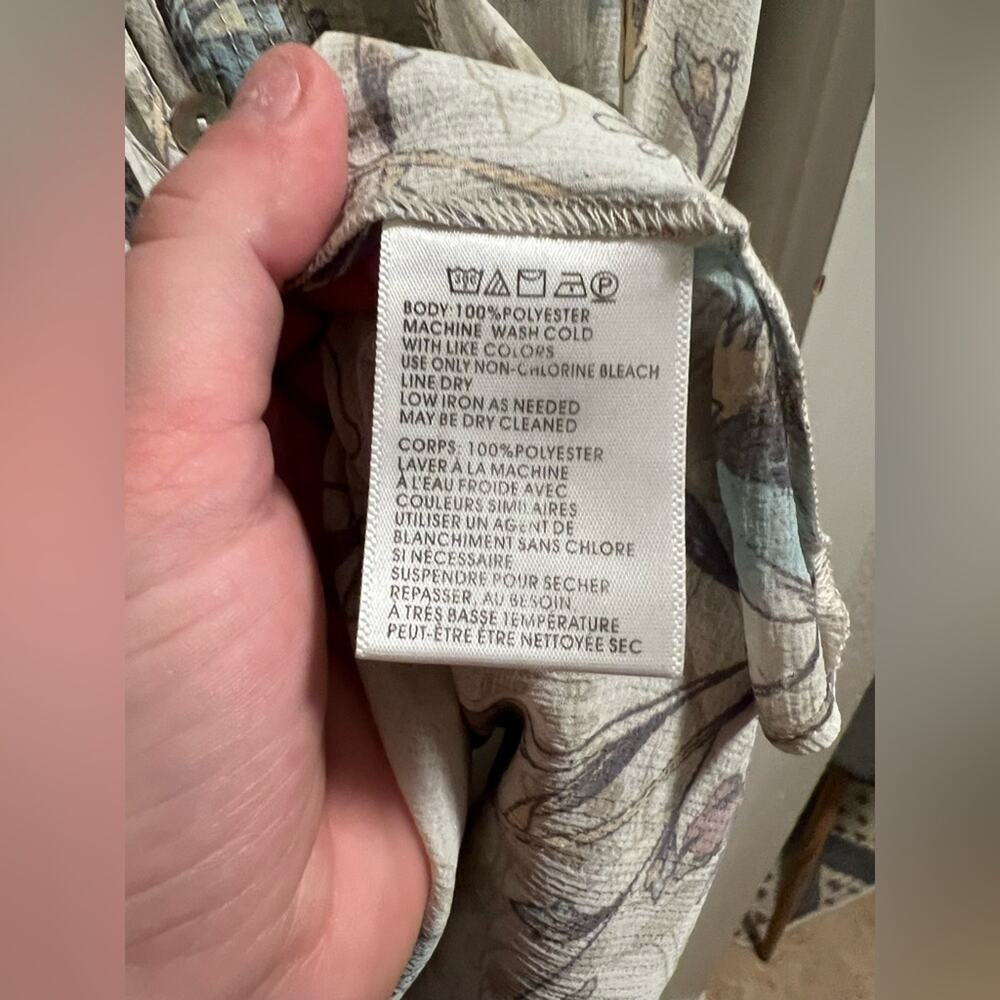 30C P
BODY:100%POLYESTER
MACHINE WASH COLD
WITH LIKE COLORS
USE ONLY NON-CHLORINE BLEACH
LINE DRY
LOW IRON AS NEEDED
MAY BE DRY CLEANED
CORPS: 100%POLYESTER
LAVER À LA MACHINE
À L'EAU FROIDE AVEC
COULEURS SIMILAIRES
UTILISER UN AGENT DE
BLANCHIMENT SANS CHLORE
SI NÉCESSAIRE
SUSPENDRE POUR SÉCHER
REPASSER, AU BESOIN,
À TRÈS BASSE TEMPÉRATURE
PEUT-ÊTRE ÊTRE NETTOYÉE SEC